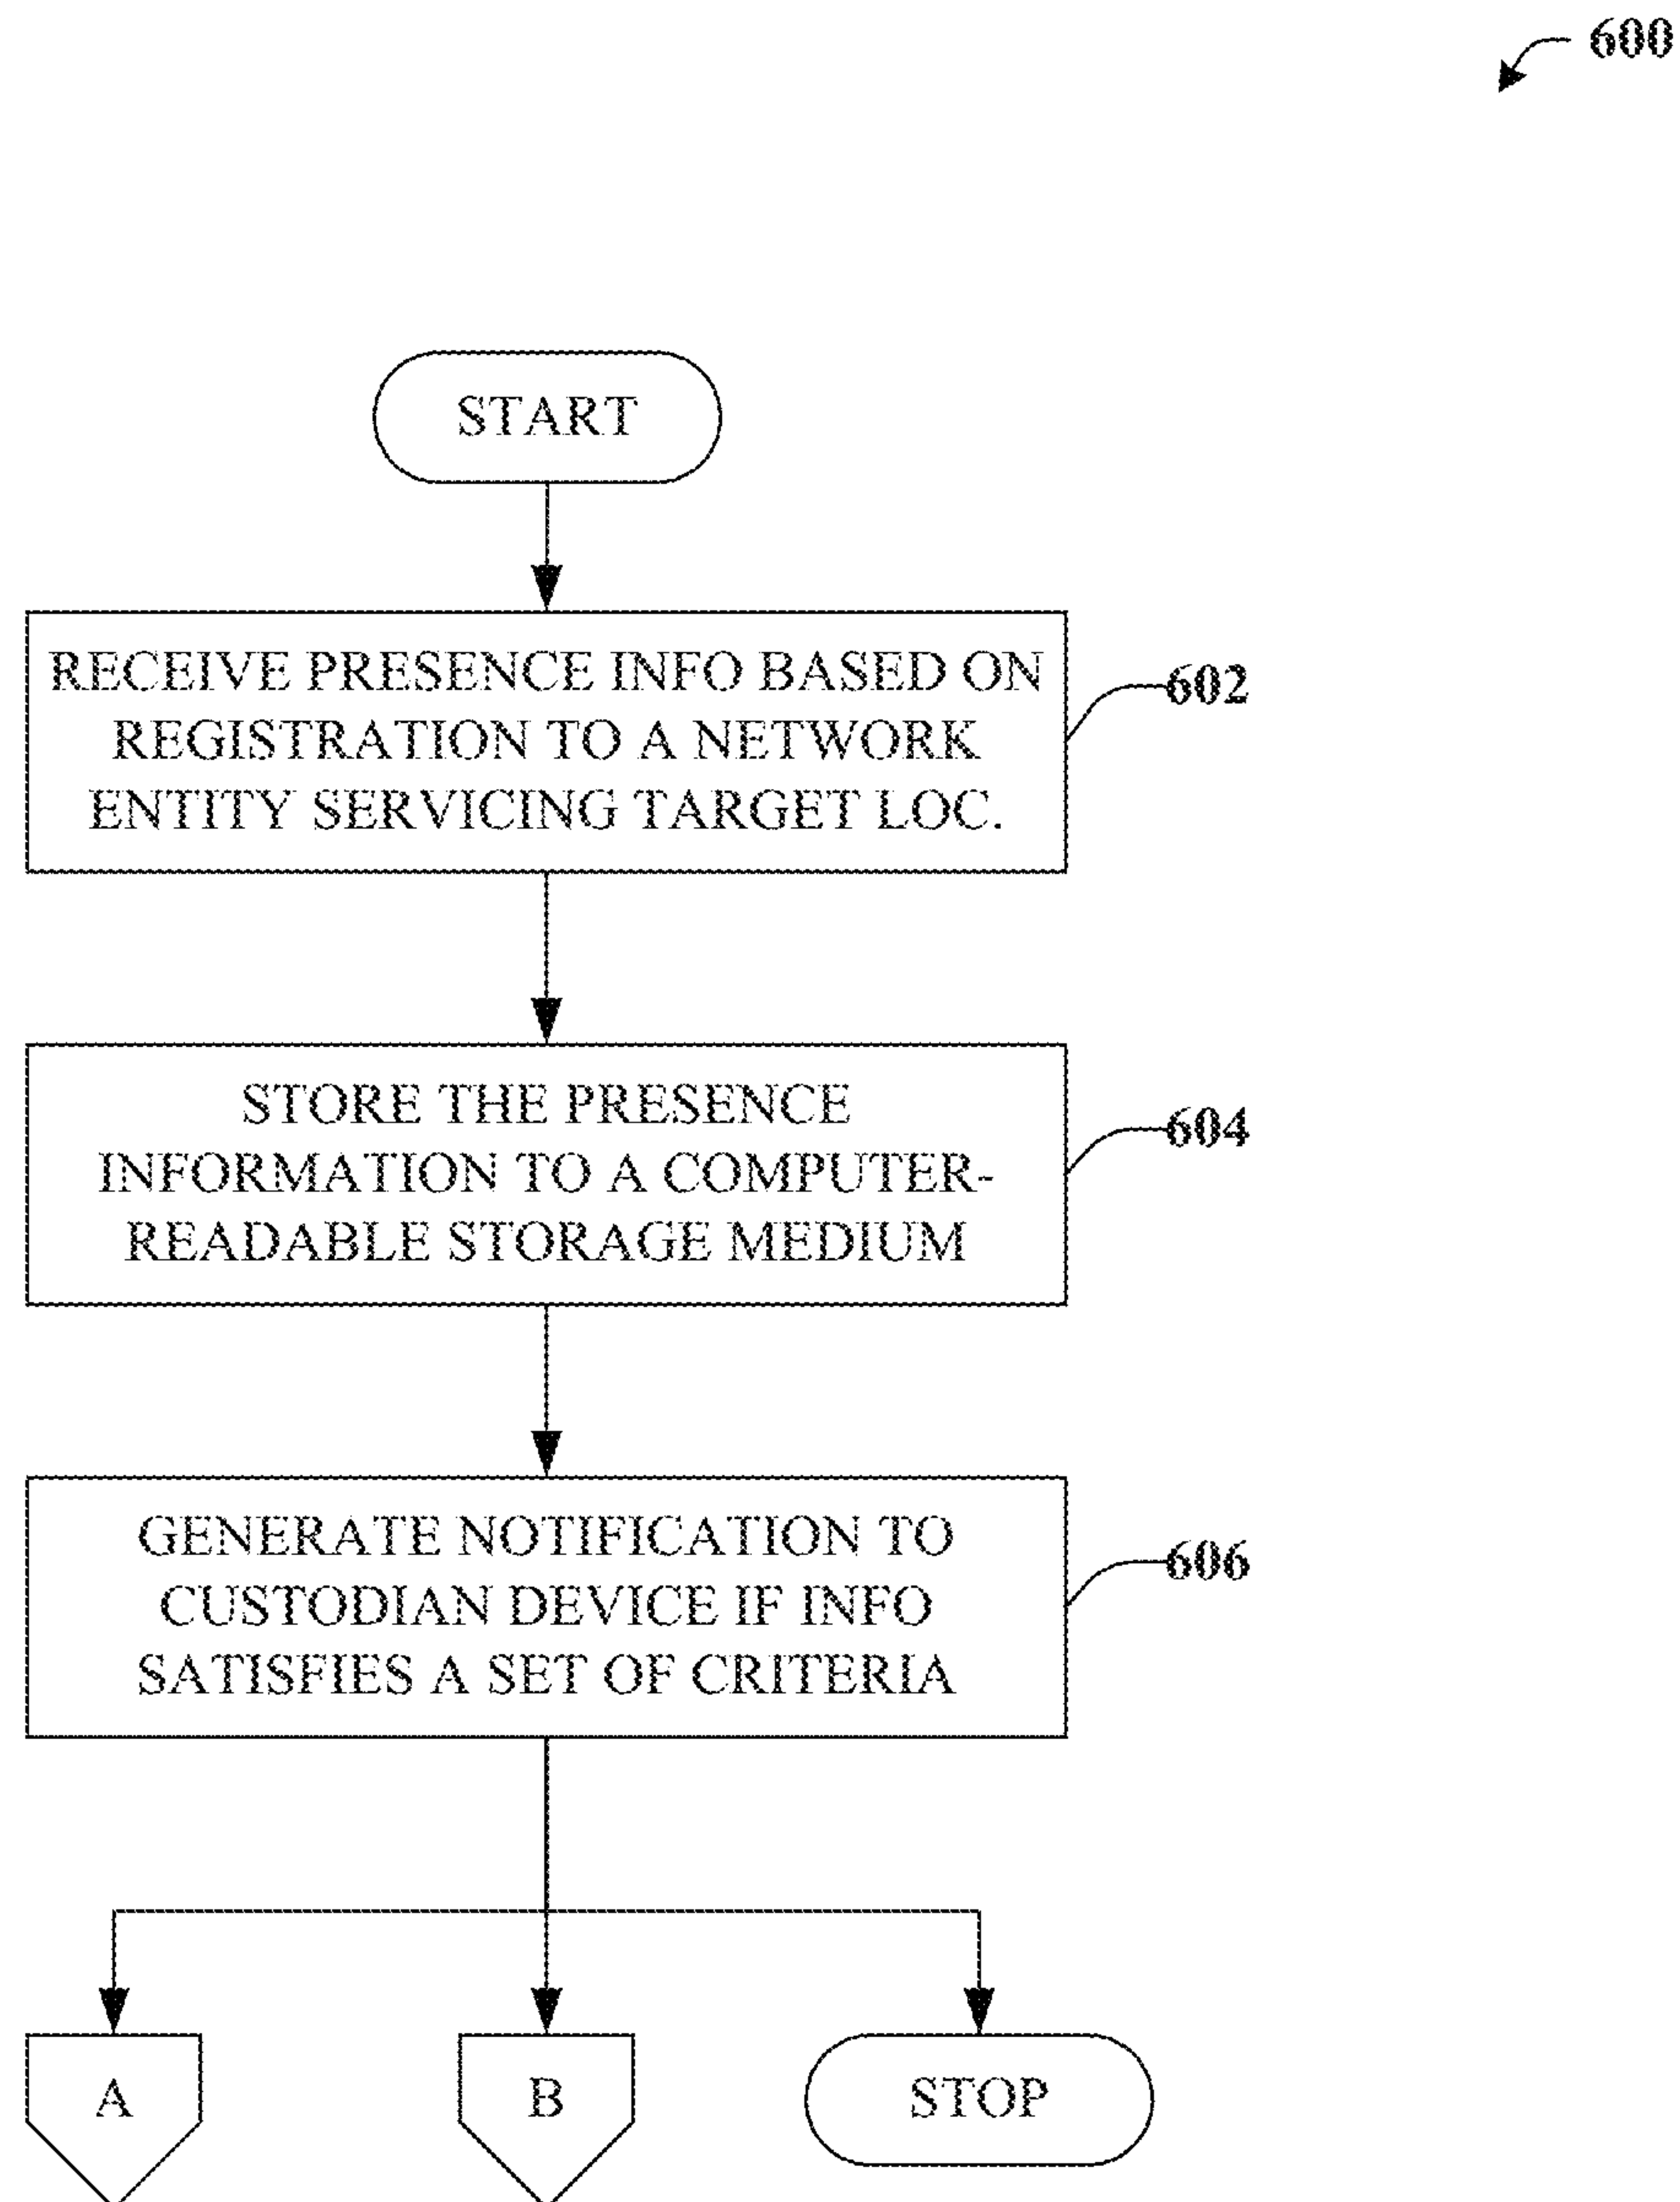 600
START
RECEIVE PRESENCE INFO BASED ON
REGISTRATION TO A NETWORK
ENTITY SERVICING TARGET LOC.
602
STORE THE PRESENCE
INFORMATION TO A COMPUTER-
READABLE STORAGE MEDIUM
604
GENERATE NOTIFICATION TO
CUSTODIAN DEVICE IF INFO
SATISFIES A SET OF CRITERIA
606
A
B
STOP